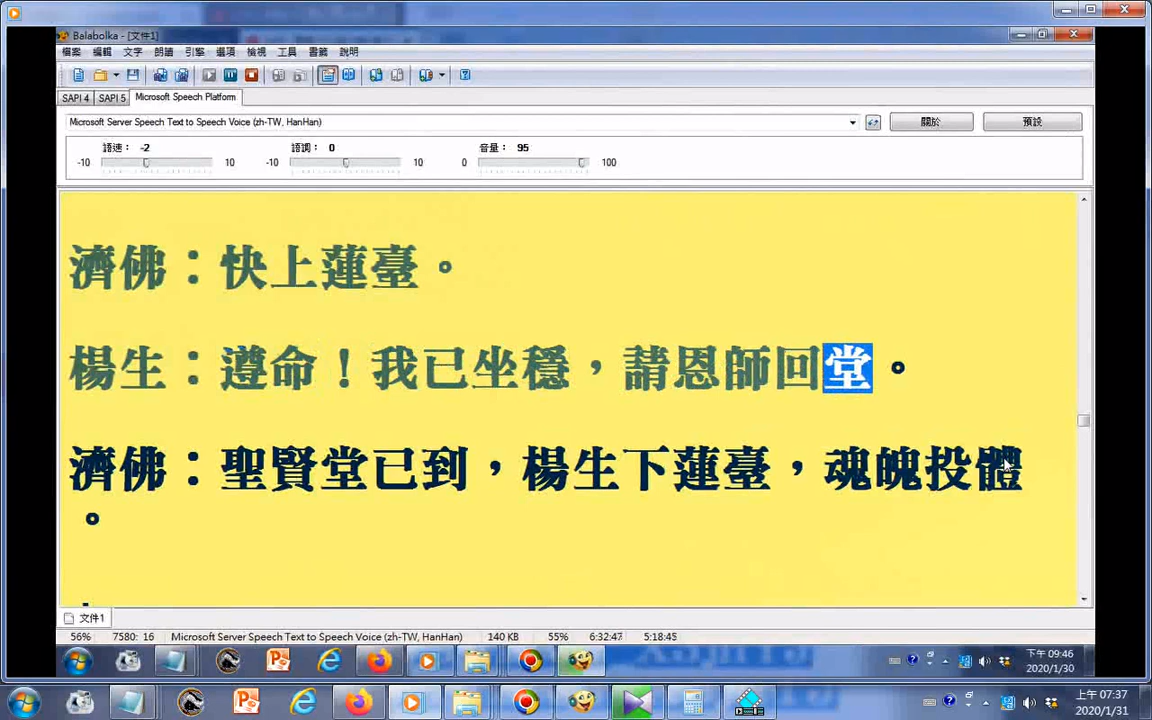 Balabolka - [文件1]
檔案 編輯 文字 朗讀 引擎 選項 檢視 工具 書籤 說明
SAPI 4 SAPI 5 Microsoft Speech Platform
Microsoft Server Speech Text to Speech Voice (zh-TW, HanHan) 關於 預設
語速： -2 語調： 0 音量： 95
-10 10 -10 10 0 100
濟佛：快上蓮臺。
楊生：遵命！我已坐穩，請恩師回堂。
濟佛：聖賢堂已到，楊生下蓮臺，魂魄投體
。
文件1
56% 7580: 16 Microsoft Server Speech Text to Speech Voice (zh-TW, HanHan) 140 KB 55% 6:32:47 5:18:45
下午 09:46
2020/1/30
上午 07:37
2020/1/31